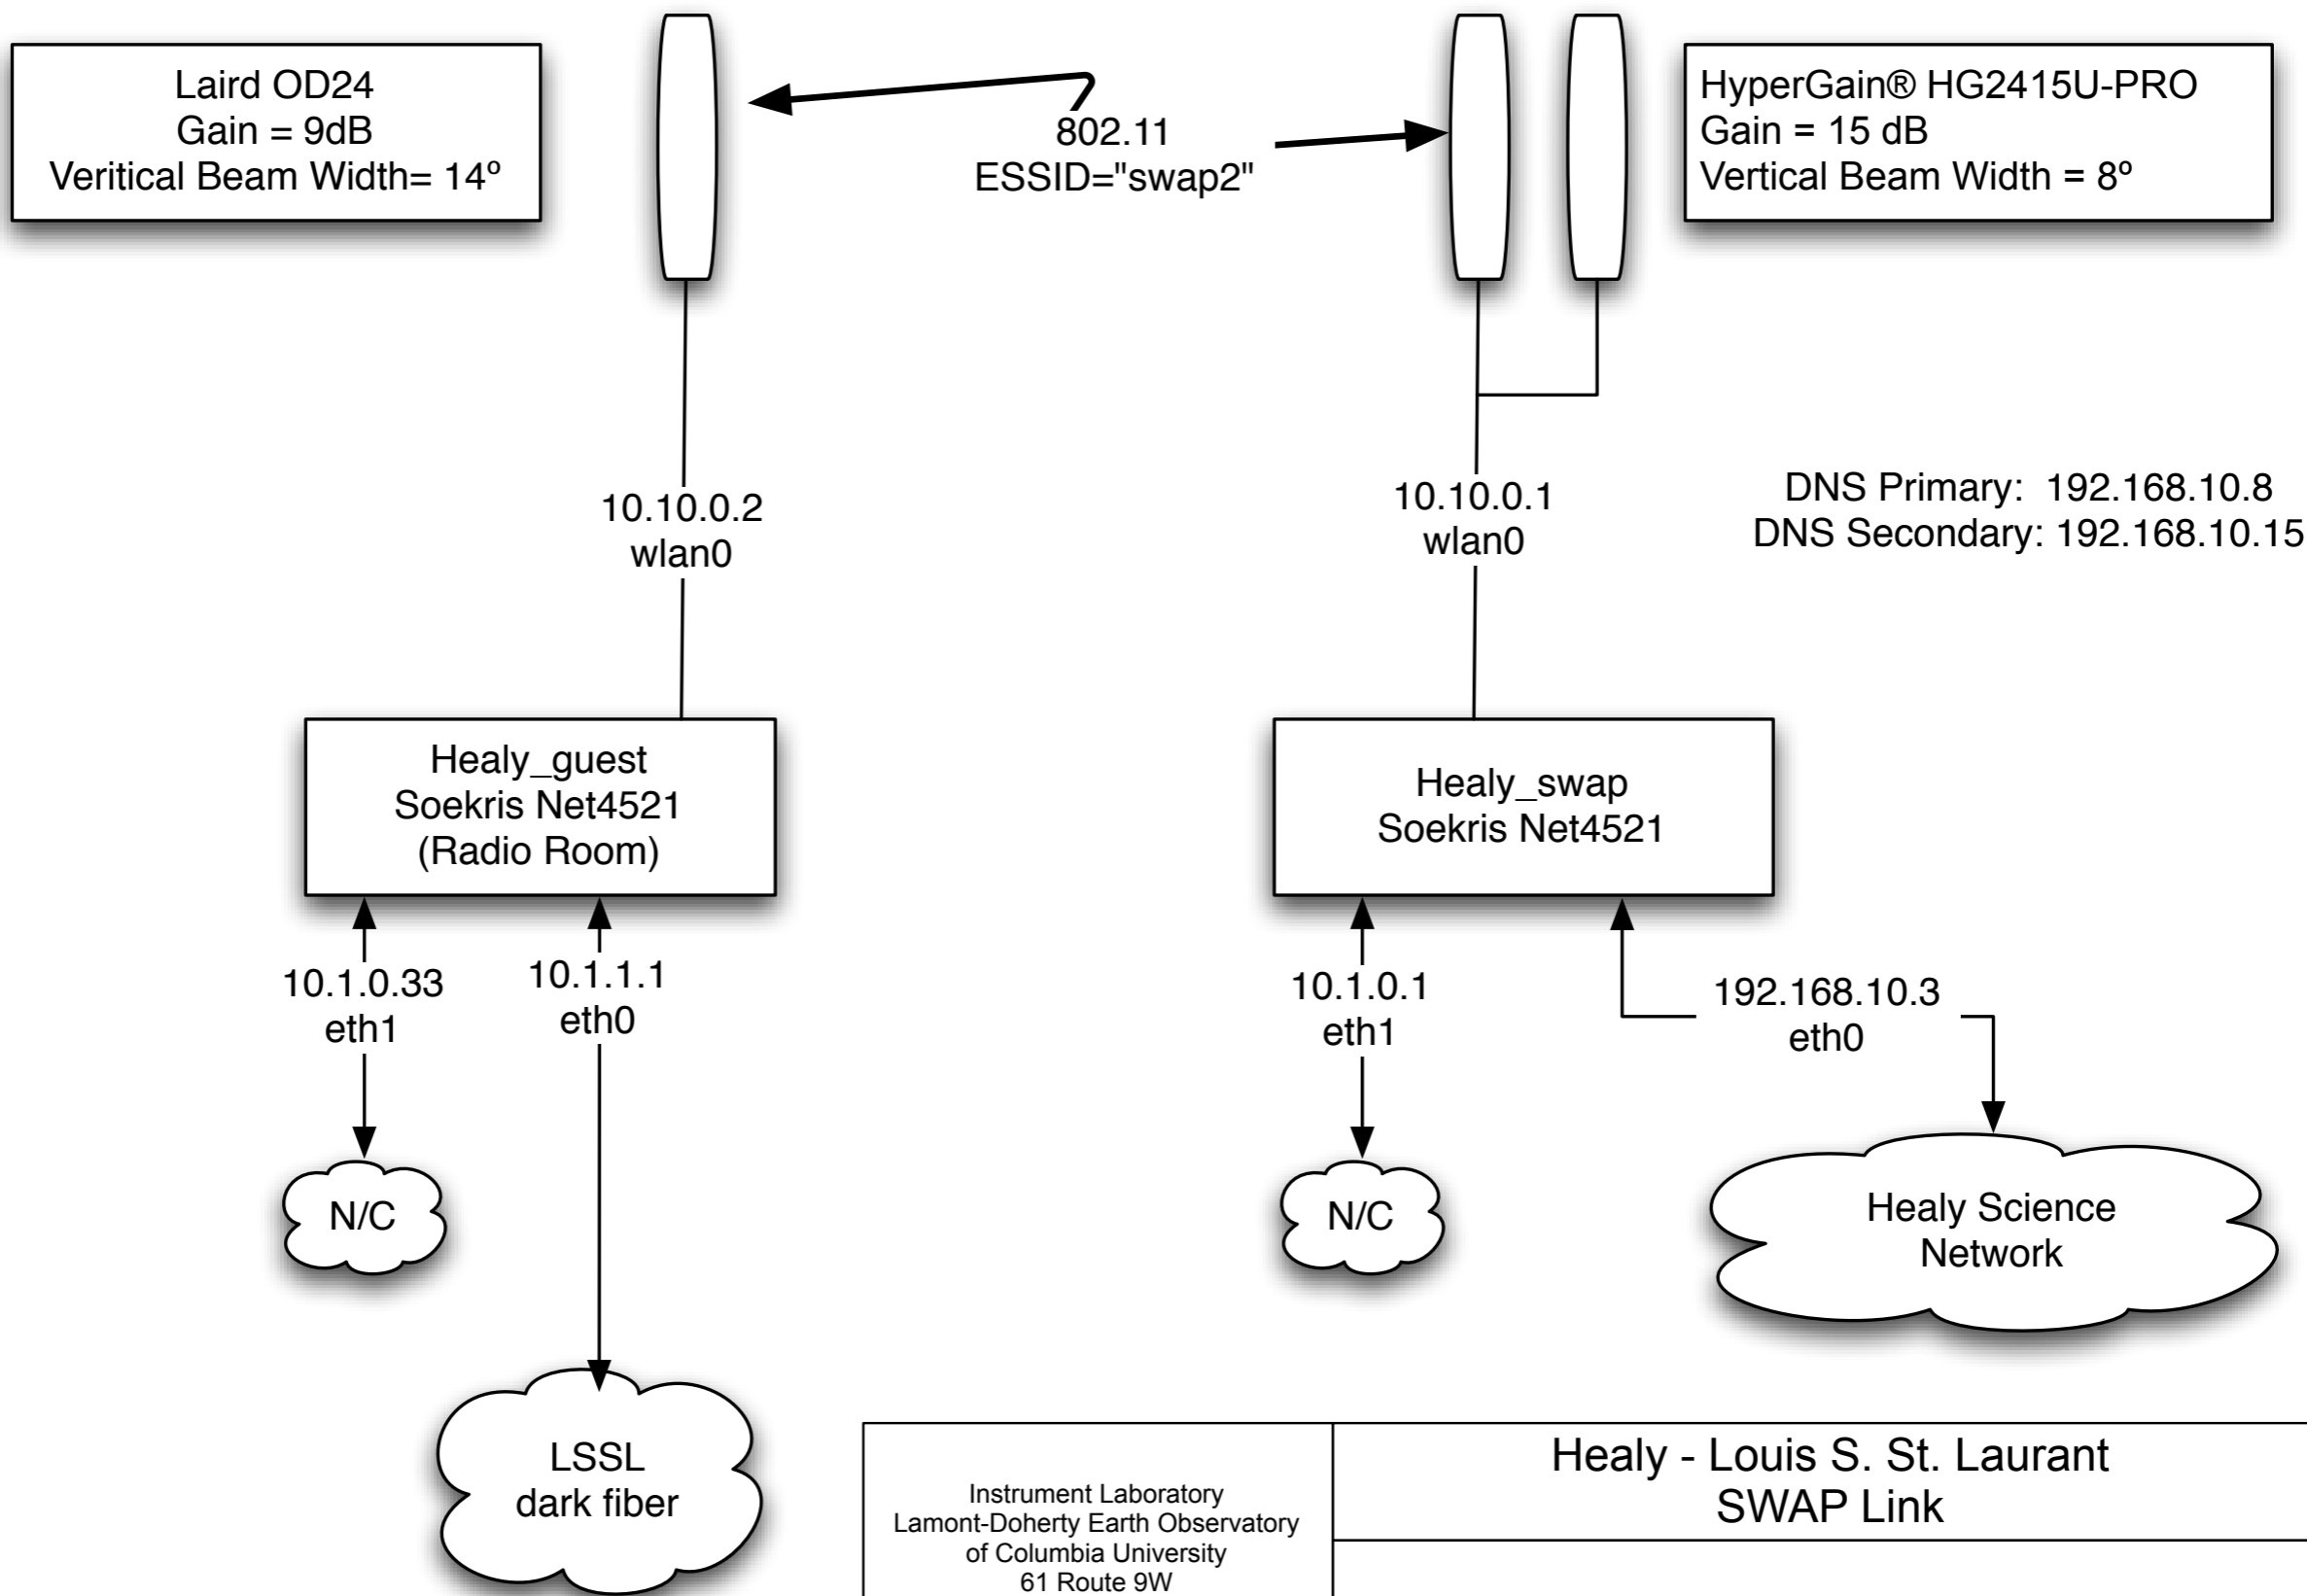 Laird OD24
Gain = 9dB
Veritical Beam Width= 14º
802.11
ESSID="swap2"
HyperGain® HG2415U-PRO
Gain = 15 dB
Vertical Beam Width = 8º
10.10.0.2
wlan0
10.10.0.1
wlan0
DNS Primary:  192.168.10.8
DNS Secondary: 192.168.10.15
Healy_guest
Soekris Net4521
(Radio Room)
Healy_swap
Soekris Net4521
10.1.0.33
eth1
10.1.1.1
eth0
10.1.0.1
eth1
192.168.10.3
eth0
N/C
N/C
Healy Science
Network
LSSL
dark fiber
Instrument Laboratory
Lamont-Doherty Earth Observatory
of Columbia University
61 Route 9W
Healy - Louis S. St. Laurant
SWAP Link